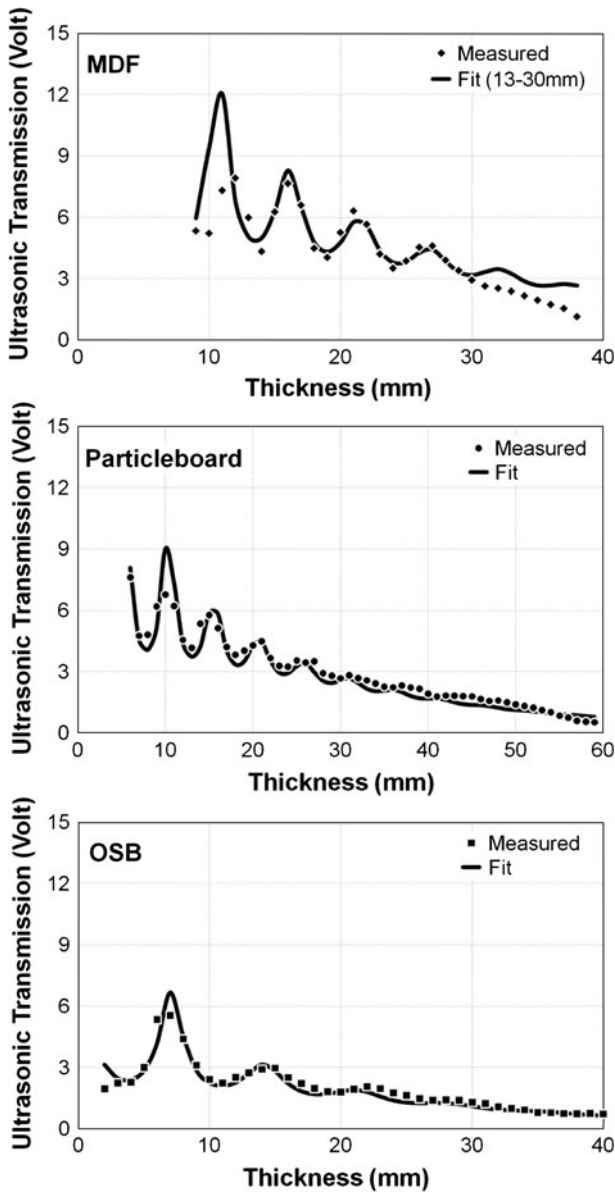 Ultrasonic Transmission (Volt)
15
12
9
6
3
0
MDF
Measured
Fit (13-30mm)
0
10
20
30
40
Thickness (mm)
Ultrasonic Transmission (Volt)
15
12
9
6
3
0
Particleboard
Measured
Fit
0
10
20
30
40
50
60
Thickness (mm)
Ultrasonic Transmission (Volt)
15
12
9
6
3
0
OSB
Measured
Fit
0
10
20
30
40
Thickness (mm)